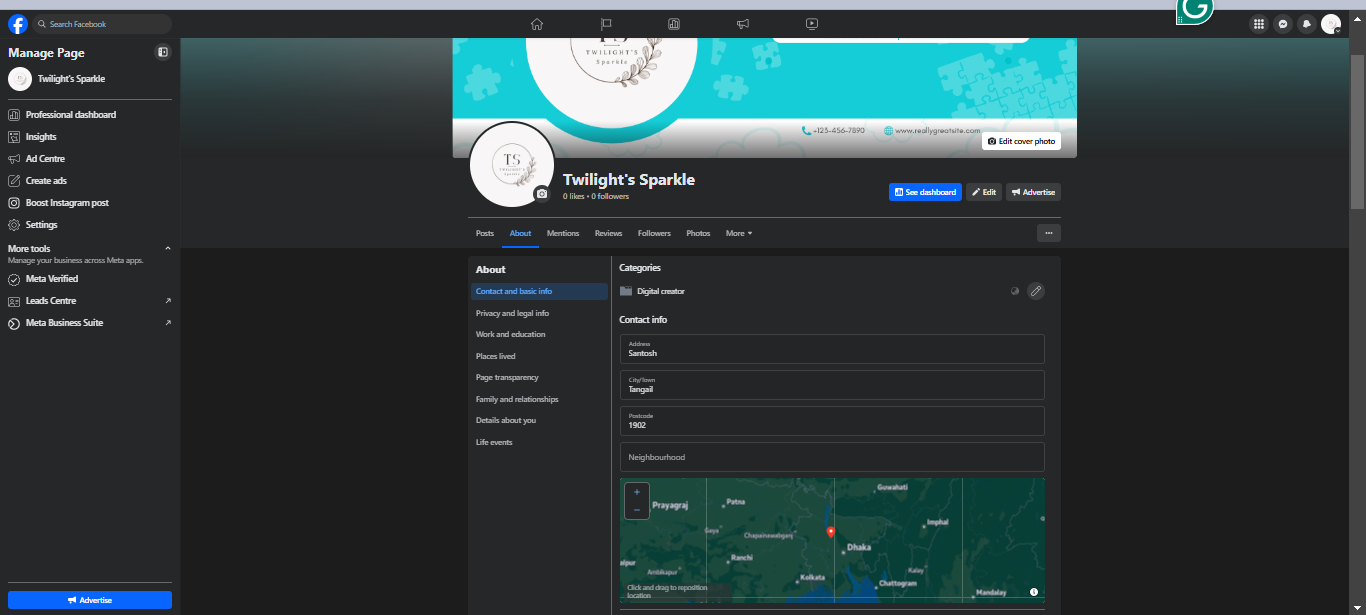 Search Facebook
Manage Page
Twilight's Sparkle
Professional dashboard
Insights
Ad Centre
Create ads
Boost Instagram post
Settings
More tools
Manage your business across Meta apps.
Meta Verified
Leads Centre
Meta Business Suite
Advertise
TS
TWILIGHT'S
Sparkle
+123-456-7890
www.reallygreatsite.com
Edit cover photo
TS
TWILIGHT'S
Twilight's Sparkle
0 likes • 0 followers
See dashboard
Edit
Advertise
Posts
About
Mentions
Reviews
Followers
Photos
More
About
Contact and basic info
Privacy and legal info
Work and education
Places lived
Page transparency
Family and relationships
Details about you
Life events
Categories
Digital creator
Contact info
Address
Santosh
City/Town
Tangail
Postcode
1902
Neighbourhood
Guwahati
Patna
Prayagraj
Imphal
Gaya
Chapainawabganj
Dhaka
Ranchi
Ambikapur
Kolkata
Kalay
Chattogram
Mandalay
Click and drag to reposition
location